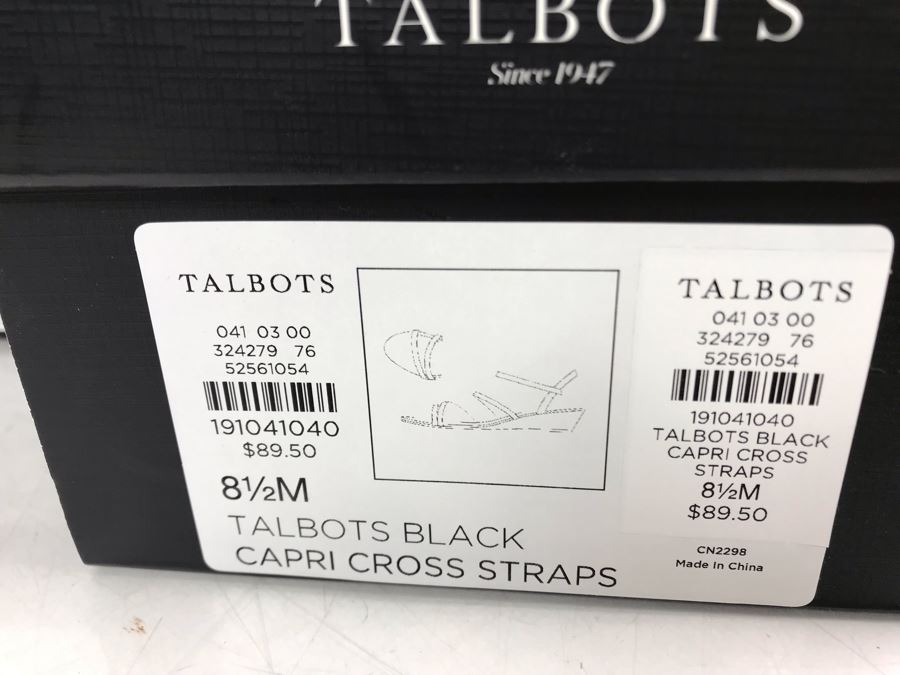 TALBOTS
Since 1947
TALBOTS
041 03 00
324279 76
52561054
191041040
$89.50
8½M
TALBOTS BLACK
CAPRI CROSS STRAPS
TALBOTS
041 03 00
324279 76
52561054
191041040
TALBOTS BLACK
CAPRI CROSS
STRAPS
8½M
$89.50
CN2298
Made In China